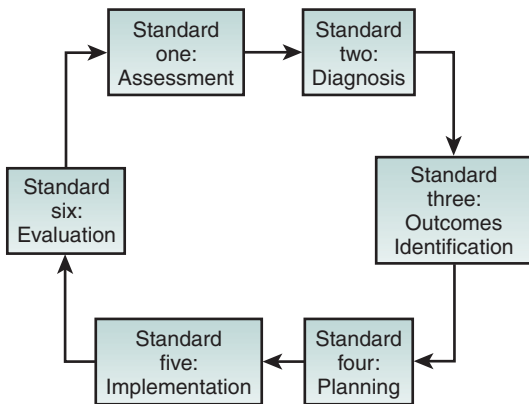 Standard
one:
Assessment
Standard
two:
Diagnosis
Standard
three:
Outcomes
Identification
Standard
four:
Planning
Standard
five:
Implementation
Standard
six:
Evaluation